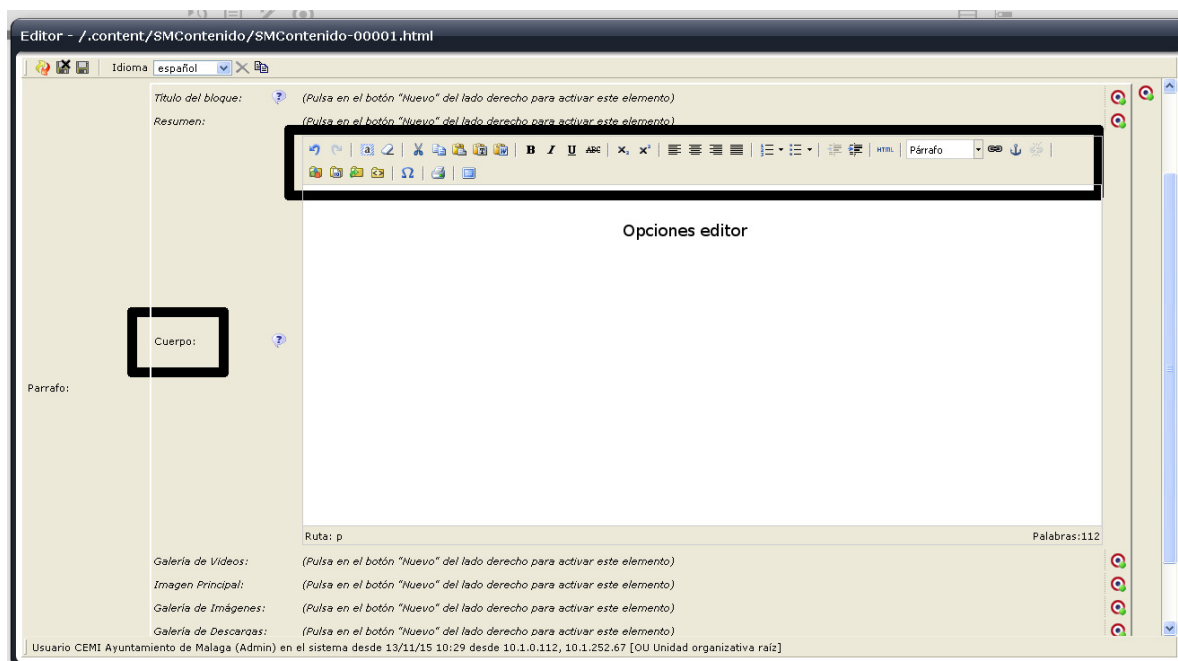 Editor - /.content/SMContenido/SMContenido-00001.html
Idioma español
Título del bloque: (Pulsa en el botón "Nuevo" del lado derecho para activar este elemento)
Resumen: (Pulsa en el botón "Nuevo" del lado derecho para activar este elemento)
B I U ABC x₂ x² HTML Párrafo
Ω
Opciones editor
Cuerpo:
Parrafo:
Ruta: p Palabras:112
Galería de Videos: (Pulsa en el botón "Nuevo" del lado derecho para activar este elemento)
Imagen Principal: (Pulsa en el botón "Nuevo" del lado derecho para activar este elemento)
Galería de Imágenes: (Pulsa en el botón "Nuevo" del lado derecho para activar este elemento)
Galería de Descargas: (Pulsa en el botón "Nuevo" del lado derecho para activar este elemento)
Usuario CEMI Ayuntamiento de Malaga (Admin) en el sistema desde 13/11/15 10:29 desde 10.1.0.112, 10.1.252.67 [OU Unidad organizativa raíz]